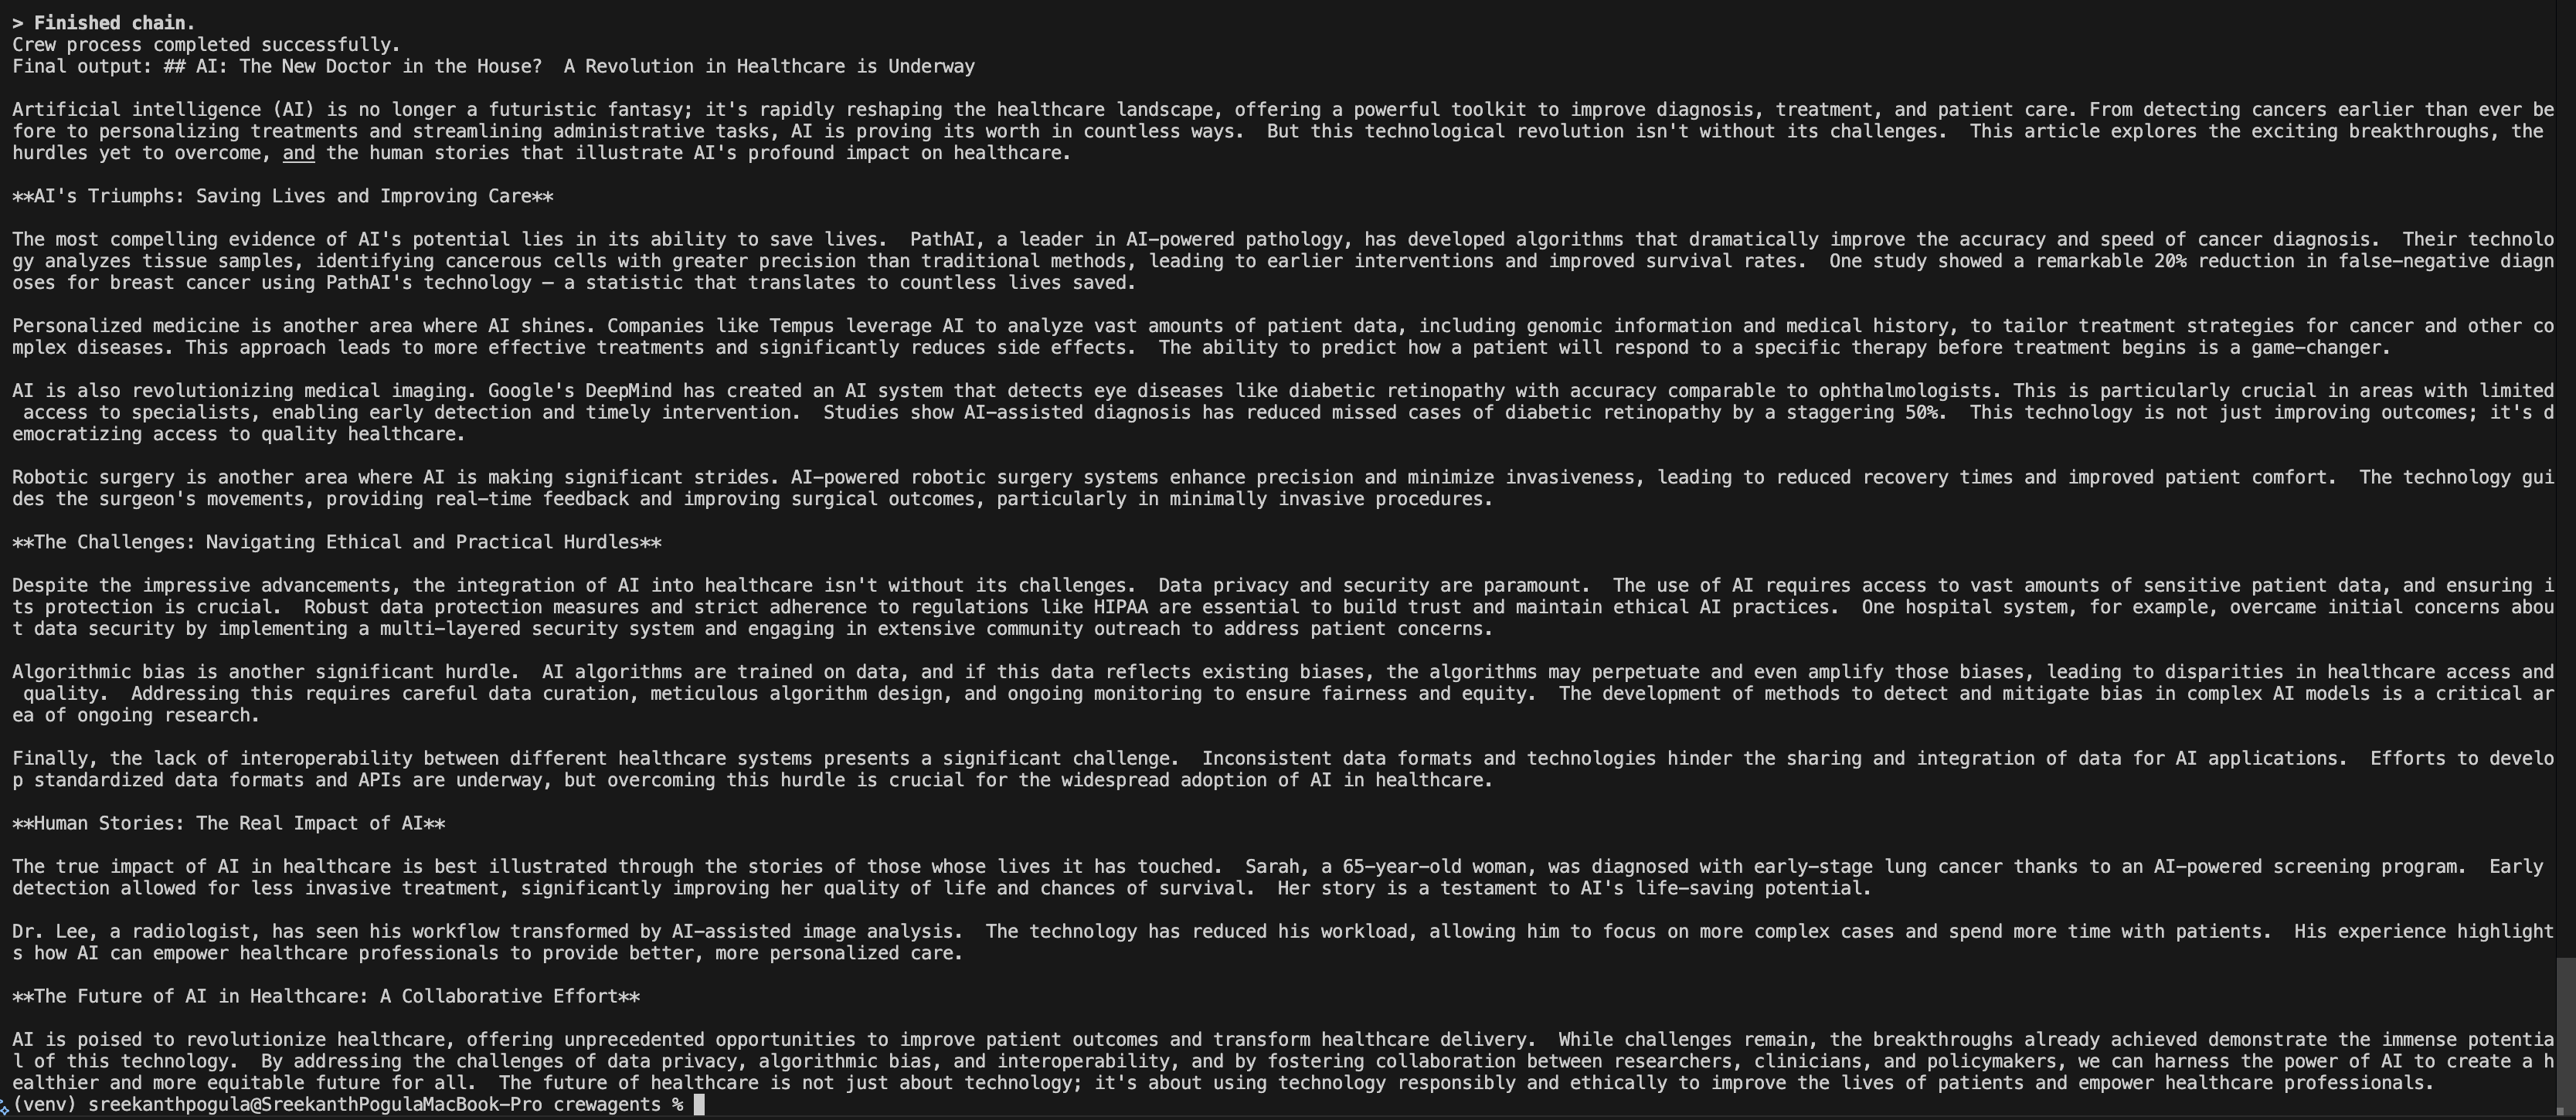 > Finished chain.
Crew process completed successfully.
Final output: ## AI: The New Doctor in the House?  A Revolution in Healthcare is Underway
Artificial intelligence (AI) is no longer a futuristic fantasy; it's rapidly reshaping the healthcare landscape, offering a powerful toolkit to improve diagnosis, treatment, and patient care. From detecting cancers earlier than ever be
fore to personalizing treatments and streamlining administrative tasks, AI is proving its worth in countless ways.  But this technological revolution isn't without its challenges.  This article explores the exciting breakthroughs, the
hurdles yet to overcome, and the human stories that illustrate AI's profound impact on healthcare.
**AI's Triumphs: Saving Lives and Improving Care**
The most compelling evidence of AI's potential lies in its ability to save lives.  PathAI, a leader in AI-powered pathology, has developed algorithms that dramatically improve the accuracy and speed of cancer diagnosis.  Their technolo
gy analyzes tissue samples, identifying cancerous cells with greater precision than traditional methods, leading to earlier interventions and improved survival rates.  One study showed a remarkable 20% reduction in false-negative diagn
oses for breast cancer using PathAI's technology – a statistic that translates to countless lives saved.
Personalized medicine is another area where AI shines. Companies like Tempus leverage AI to analyze vast amounts of patient data, including genomic information and medical history, to tailor treatment strategies for cancer and other co
mplex diseases. This approach leads to more effective treatments and significantly reduces side effects.  The ability to predict how a patient will respond to a specific therapy before treatment begins is a game-changer.
AI is also revolutionizing medical imaging. Google's DeepMind has created an AI system that detects eye diseases like diabetic retinopathy with accuracy comparable to ophthalmologists. This is particularly crucial in areas with limited
 access to specialists, enabling early detection and timely intervention.  Studies show AI-assisted diagnosis has reduced missed cases of diabetic retinopathy by a staggering 50%.  This technology is not just improving outcomes; it's d
emocratizing access to quality healthcare.
Robotic surgery is another area where AI is making significant strides. AI-powered robotic surgery systems enhance precision and minimize invasiveness, leading to reduced recovery times and improved patient comfort.  The technology gui
des the surgeon's movements, providing real-time feedback and improving surgical outcomes, particularly in minimally invasive procedures.
**The Challenges: Navigating Ethical and Practical Hurdles**
Despite the impressive advancements, the integration of AI into healthcare isn't without its challenges.  Data privacy and security are paramount.  The use of AI requires access to vast amounts of sensitive patient data, and ensuring i
ts protection is crucial.  Robust data protection measures and strict adherence to regulations like HIPAA are essential to build trust and maintain ethical AI practices.  One hospital system, for example, overcame initial concerns abou
t data security by implementing a multi-layered security system and engaging in extensive community outreach to address patient concerns.
Algorithmic bias is another significant hurdle.  AI algorithms are trained on data, and if this data reflects existing biases, the algorithms may perpetuate and even amplify those biases, leading to disparities in healthcare access and
 quality.  Addressing this requires careful data curation, meticulous algorithm design, and ongoing monitoring to ensure fairness and equity.  The development of methods to detect and mitigate bias in complex AI models is a critical ar
ea of ongoing research.
Finally, the lack of interoperability between different healthcare systems presents a significant challenge.  Inconsistent data formats and technologies hinder the sharing and integration of data for AI applications.  Efforts to develo
p standardized data formats and APIs are underway, but overcoming this hurdle is crucial for the widespread adoption of AI in healthcare.
**Human Stories: The Real Impact of AI**
The true impact of AI in healthcare is best illustrated through the stories of those whose lives it has touched.  Sarah, a 65-year-old woman, was diagnosed with early-stage lung cancer thanks to an AI-powered screening program.  Early
detection allowed for less invasive treatment, significantly improving her quality of life and chances of survival.  Her story is a testament to AI's life-saving potential.
Dr. Lee, a radiologist, has seen his workflow transformed by AI-assisted image analysis.  The technology has reduced his workload, allowing him to focus on more complex cases and spend more time with patients.  His experience highlight
s how AI can empower healthcare professionals to provide better, more personalized care.
**The Future of AI in Healthcare: A Collaborative Effort**
AI is poised to revolutionize healthcare, offering unprecedented opportunities to improve patient outcomes and transform healthcare delivery.  While challenges remain, the breakthroughs already achieved demonstrate the immense potentia
l of this technology.  By addressing the challenges of data privacy, algorithmic bias, and interoperability, and by fostering collaboration between researchers, clinicians, and policymakers, we can harness the power of AI to create a h
ealthier and more equitable future for all.  The future of healthcare is not just about technology; it's about using technology responsibly and ethically to improve the lives of patients and empower healthcare professionals.
(venv) sreekanthpogula@SreekanthPogulaMacBook-Pro crewagents %